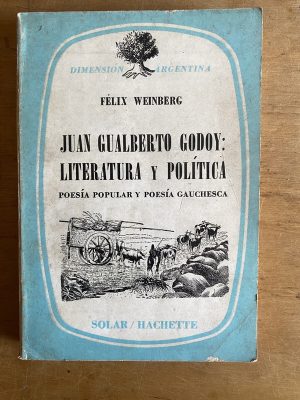 DIMENSION ARGENTINA
FÉLIX WEINBERG
JUAN GUALBERTO GODOY:
LITERATURA Y POLÍTICA
POESÍA POPULAR Y POESÍA GAUCHESCA
SOLAR / HACHETTE